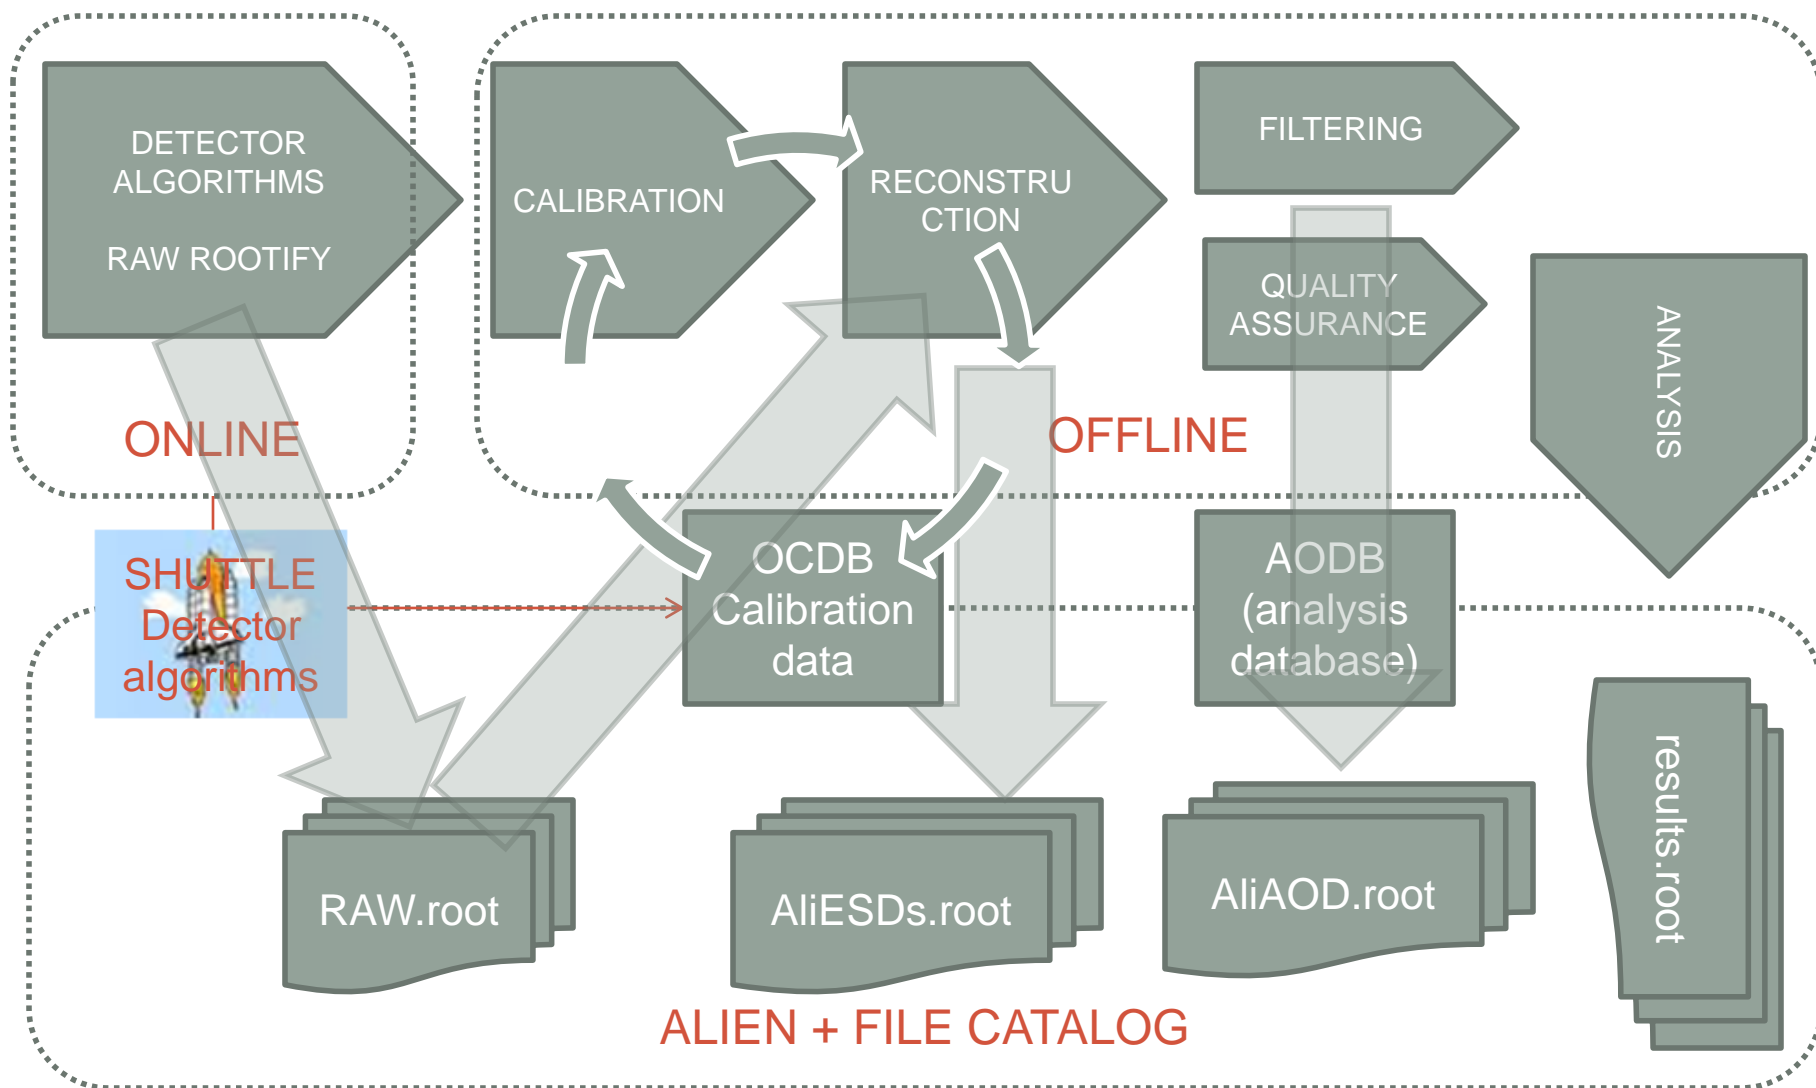 DETECTOR
ALGORITHMS
RAW ROOTIFY
CALIBRATION
RECONSTRU
CTION
FILTERING
QUALITY
ASSURANCE
ANALYSIS
ONLINE
OFFLINE
SHUTTLE
Detector
algorithms
OCDB
Calibration
data
AODB
(analysis
database)
RAW.root
AliESDs.root
AliAOD.root
results.root
ALIEN + FILE CATALOG